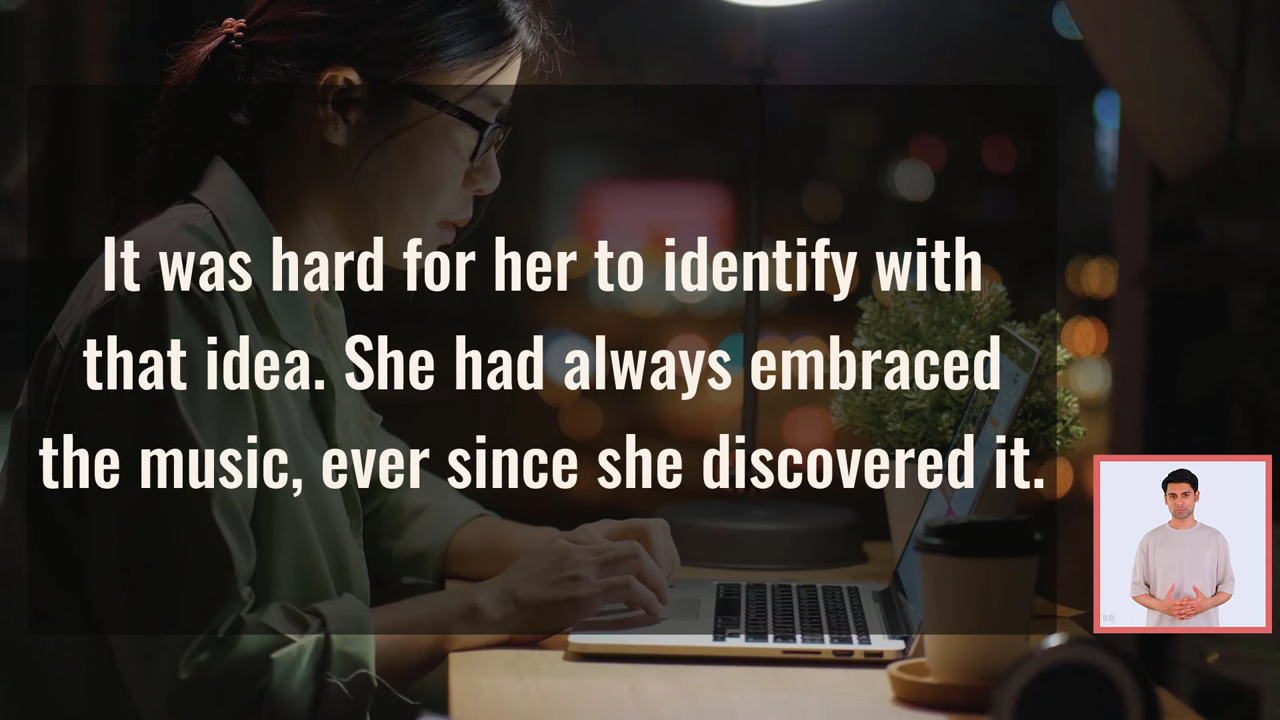 It was hard for her to identify with
that idea. She had always embraced
the music, ever since she discovered it.